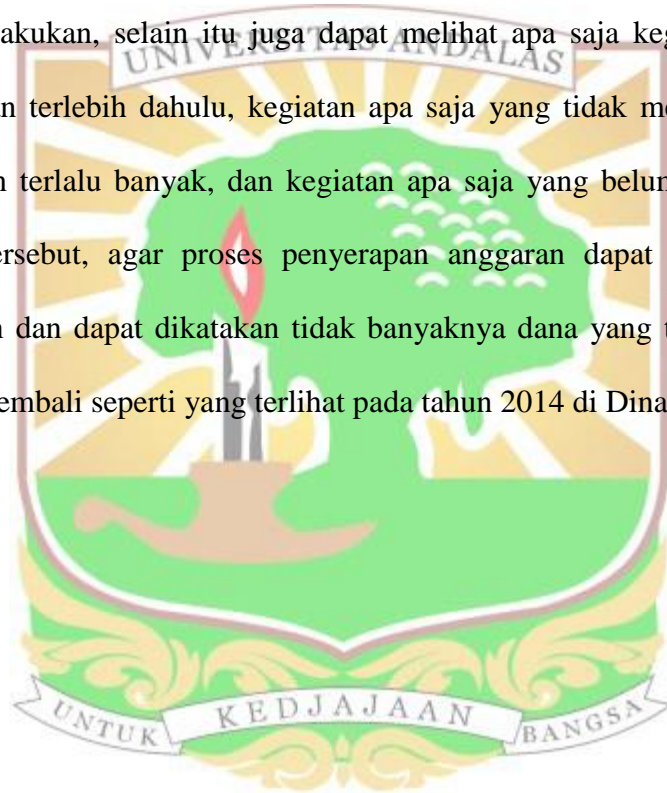 akukan, selain itu juga dapat melihat apa saja keg
UNIVERSITAS ANDALAS
n terlebih dahulu, kegiatan apa saja yang tidak me
terlalu banyak, dan kegiatan apa saja yang belum
ersebut, agar proses penyerapan anggaran dapat
dan dapat dikatakan tidak banyaknya dana yang t
embali seperti yang terlihat pada tahun 2014 di Dina
UNTUK KEDJAJAAN BANGSA